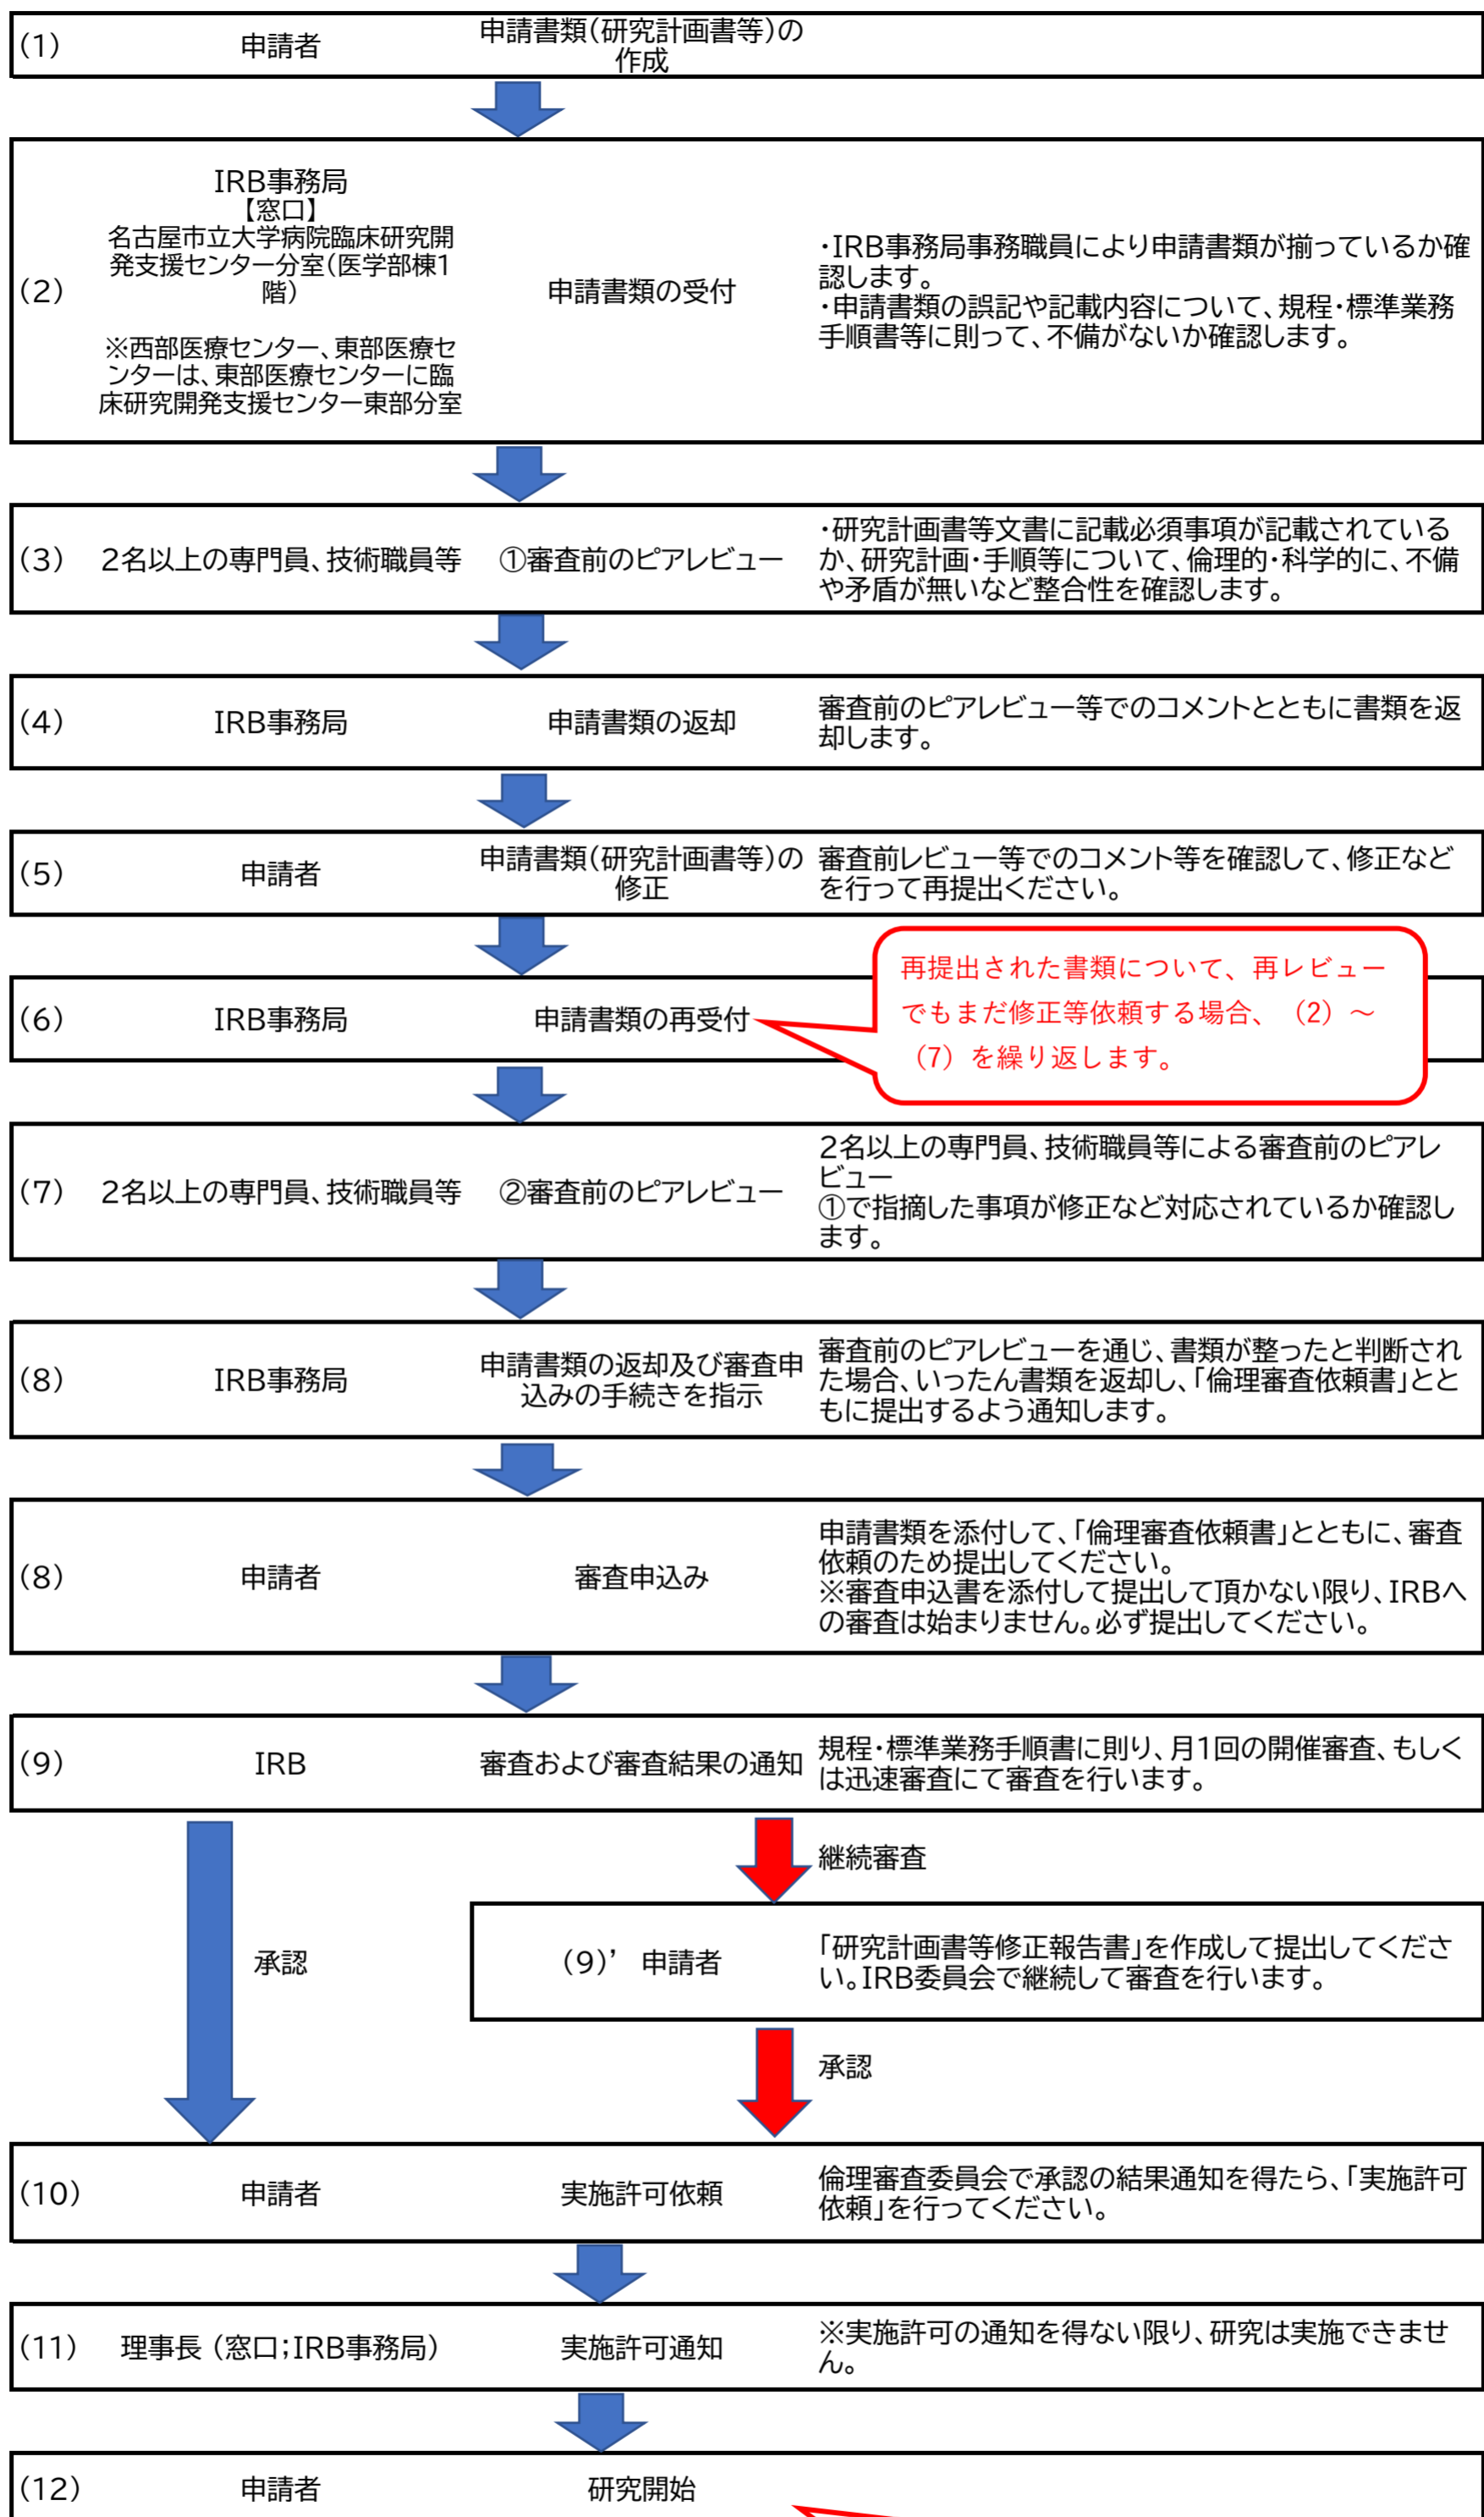 (1)
申請者
申請書類(研究計画書等)の
作成
(2)
IRB事務局
【窓口】
名古屋市立大学病院臨床研究開
発支援センター分室(医学部棟1
階)
※西部医療センター、東部医療セ
ンターは、東部医療センターに臨
床研究開発支援センター東部分室
申請書類の受付
・IRB事務局事務職員により申請書類が揃っているか確
認します。
・申請書類の誤記や記載内容について、規程・標準業務
手順書等に則って、不備がないか確認します。
(3)
2名以上の専門員、技術職員等
①審査前のピアレビュー
・研究計画書等文書に記載必須事項が記載されている
か、研究計画・手順等について、倫理的・科学的に、不備
や矛盾が無いなど整合性を確認します。
(4)
IRB事務局
申請書類の返却
審査前のピアレビュー等でのコメントとともに書類を返
却します。
(5)
申請者
申請書類(研究計画書等)の
修正
審査前レビュー等でのコメント等を確認して、修正など
を行って再提出ください。
(6)
IRB事務局
申請書類の再受付
再提出された書類について、再レビュー
でもまだ修正等依頼する場合、(2)～
(7)を繰り返します。
(7)
2名以上の専門員、技術職員等
②審査前のピアレビュー
2名以上の専門員、技術職員等による審査前のピアレ
ビュー
①で指摘した事項が修正など対応されているか確認し
ます。
(8)
IRB事務局
申請書類の返却及び審査申
込みの手続きを指示
審査前のピアレビューを通じ、書類が整ったと判断され
た場合、いったん書類を返却し、「倫理審査依頼書」とと
もに提出するよう通知します。
(8)
申請者
審査申込み
申請書類を添付して、「倫理審査依頼書」とともに、審査
依頼のため提出してください。
※審査申込書を添付して提出して頂かない限り、IRBへ
の審査は始まりません。必ず提出してください。
(9)
IRB
審査および審査結果の通知
規程・標準業務手順書に則り、月1回の開催審査、もしく
は迅速審査にて審査を行います。
継続審査
承認
(9)’ 申請者
「研究計画書等修正報告書」を作成して提出してくださ
い。IRB委員会で継続して審査を行います。
承認
(10)
申請者
実施許可依頼
倫理審査委員会で承認の結果通知を得たら、「実施許可
依頼」を行ってください。
(11)
理事長 (窓口;IRB事務局)
実施許可通知
※実施許可の通知を得ない限り、研究は実施できませ
ん。
(12)
申請者
研究開始